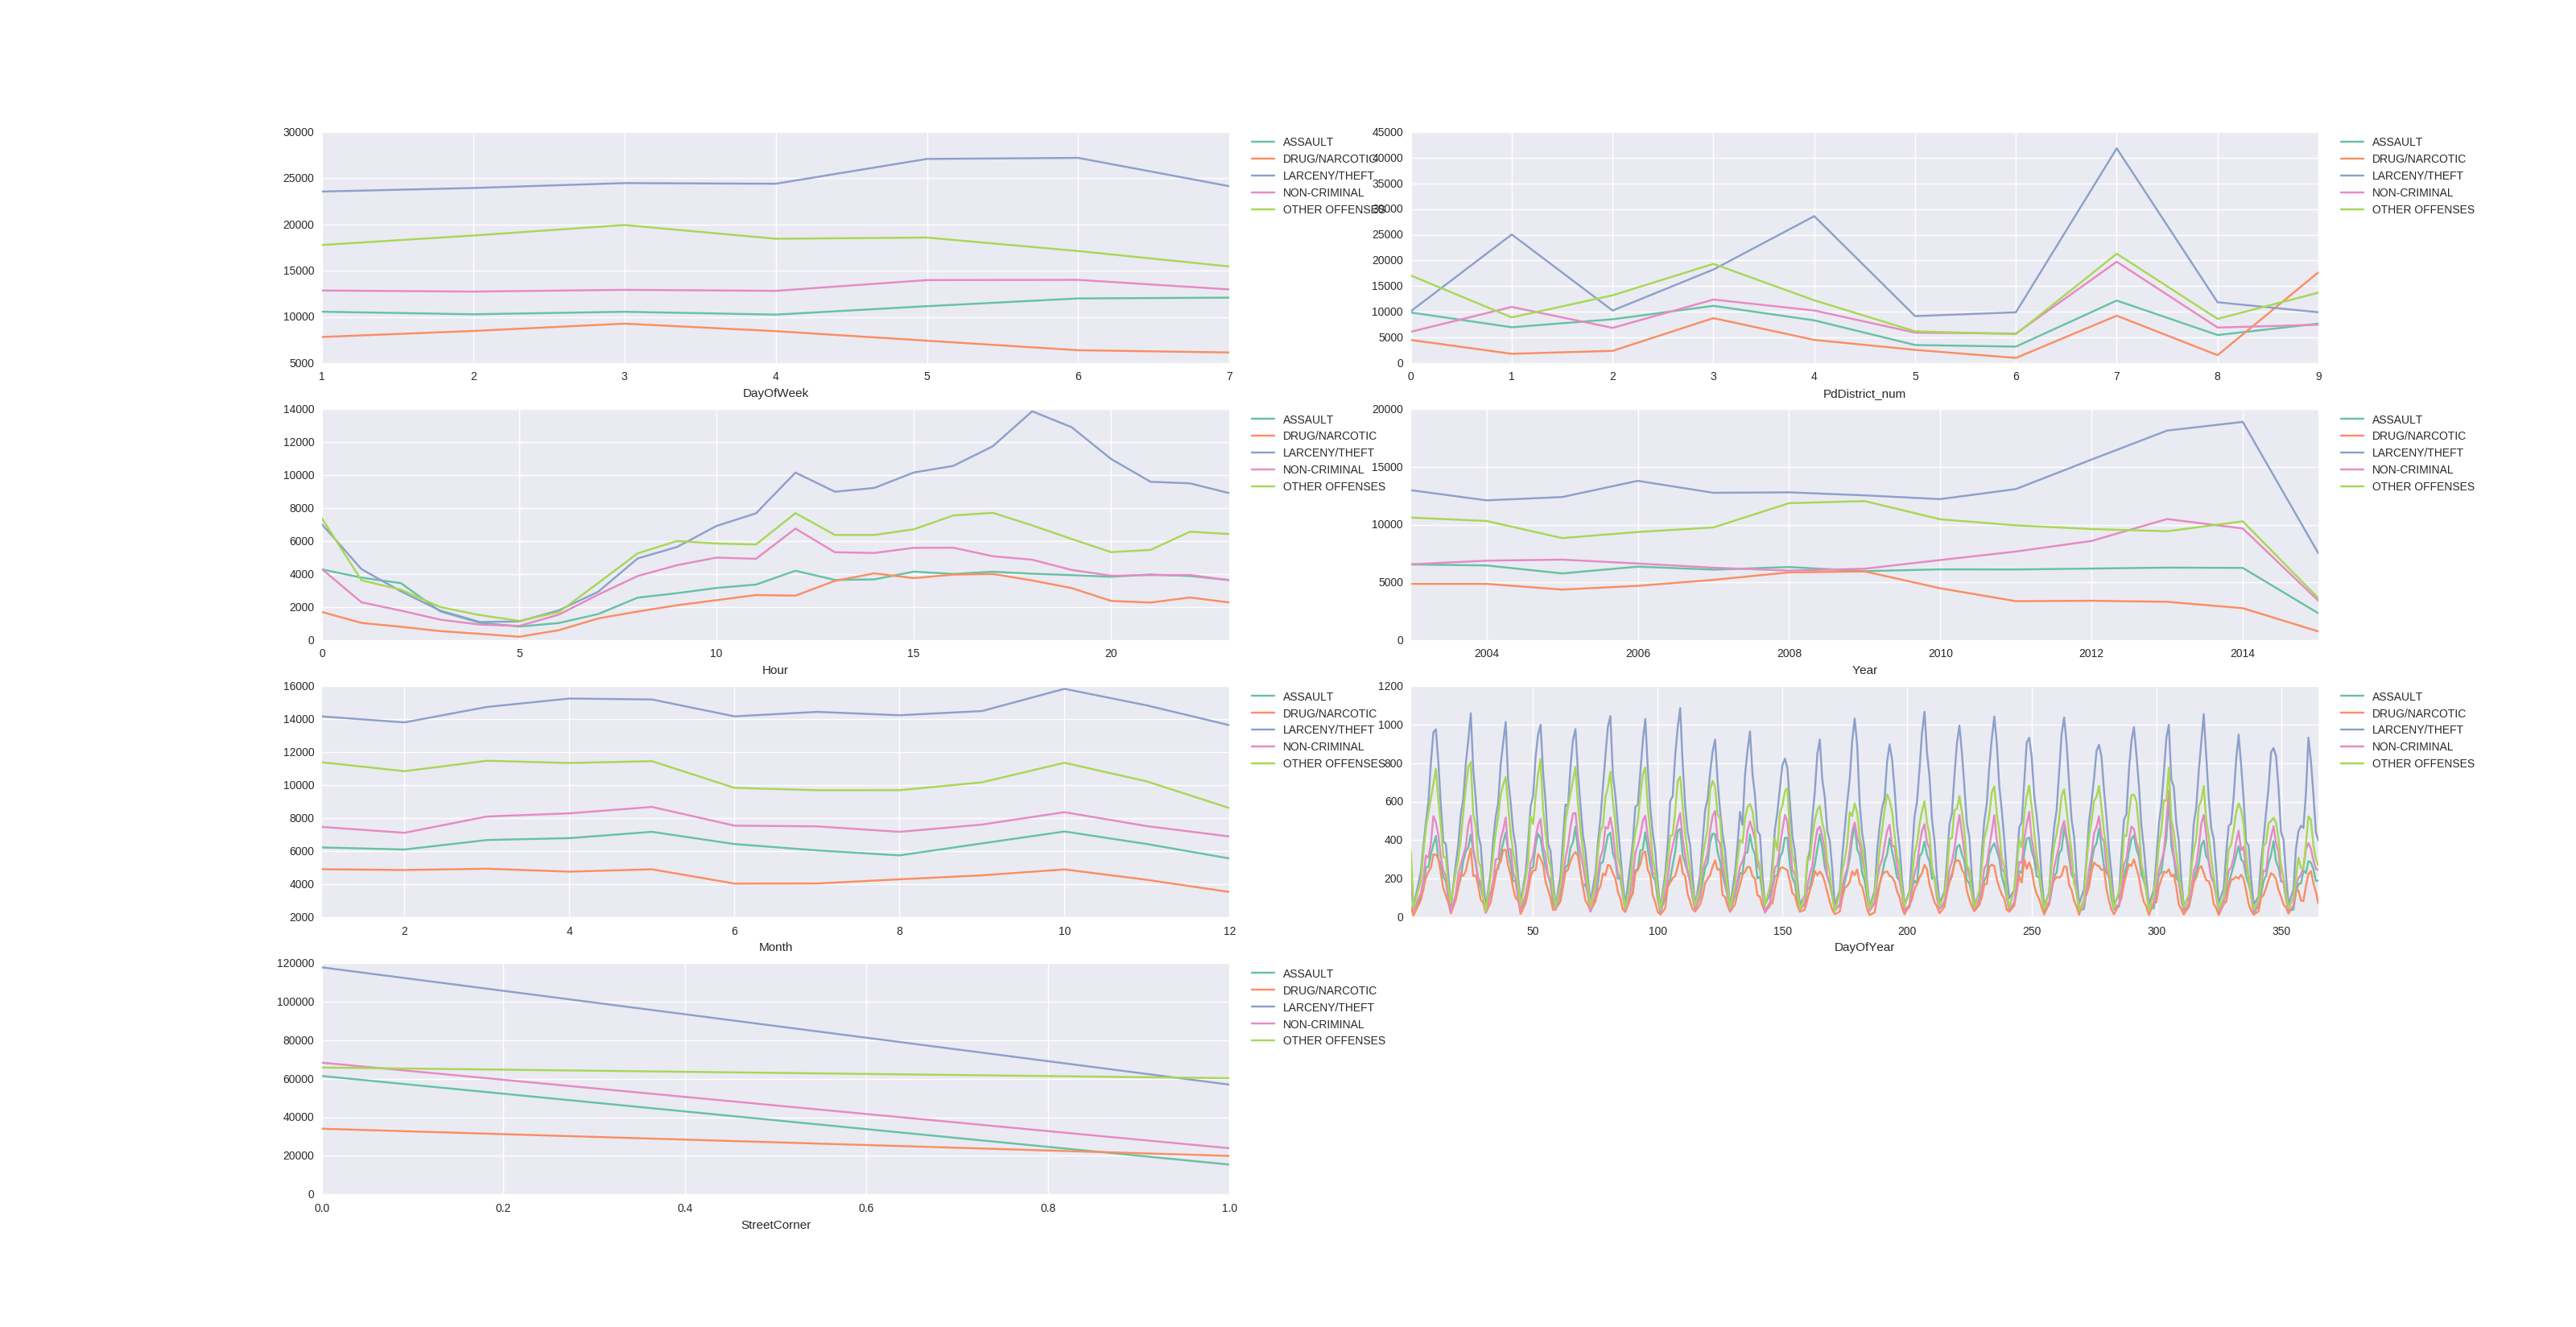 30000
25000
20000
15000
10000
5000
1 2 3 4 5 6 7
DayOfWeek
ASSAULT
DRUG/NARCOTIC
LARCENY/THEFT
NON-CRIMINAL
OTHER OFFENSES
45000
40000
35000
30000
25000
20000
15000
10000
5000
0
0 1 2 3 4 5 6 7 8 9
PdDistrict_num
ASSAULT
DRUG/NARCOTIC
LARCENY/THEFT
NON-CRIMINAL
OTHER OFFENSES
14000
12000
10000
8000
6000
4000
2000
0
0 5 10 15 20
Hour
ASSAULT
DRUG/NARCOTIC
LARCENY/THEFT
NON-CRIMINAL
OTHER OFFENSES
20000
15000
10000
5000
0
2004 2006 2008 2010 2012 2014
Year
ASSAULT
DRUG/NARCOTIC
LARCENY/THEFT
NON-CRIMINAL
OTHER OFFENSES
16000
14000
12000
10000
8000
6000
4000
2000
2 4 6 8 10 12
Month
ASSAULT
DRUG/NARCOTIC
LARCENY/THEFT
NON-CRIMINAL
OTHER OFFENSES
1200
1000
800
600
400
200
0
50 100 150 200 250 300 350
DayOfYear
ASSAULT
DRUG/NARCOTIC
LARCENY/THEFT
NON-CRIMINAL
OTHER OFFENSES
120000
100000
80000
60000
40000
20000
0
0.0 0.2 0.4 0.6 0.8 1.0
StreetCorner
ASSAULT
DRUG/NARCOTIC
LARCENY/THEFT
NON-CRIMINAL
OTHER OFFENSES